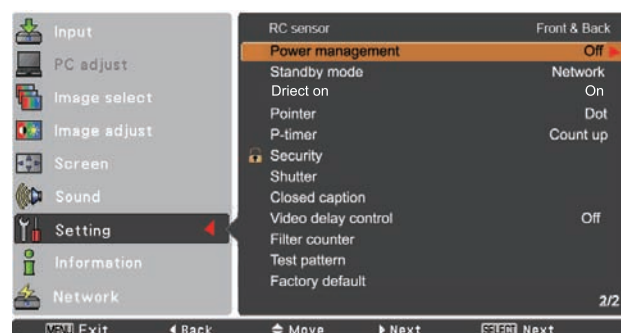 Input
PC adjust
Image select
Image adjust
Screen
Sound
Setting
Information
Network
RC sensor Front & Back
Power management Off
Standby mode Network
Driect on On
Pointer Dot
P-timer Count up
Security
Shutter
Closed caption
Video delay control Off
Filter counter
Test pattern
Factory default
2/2
MENU Exit Back Move Next SELECT Next